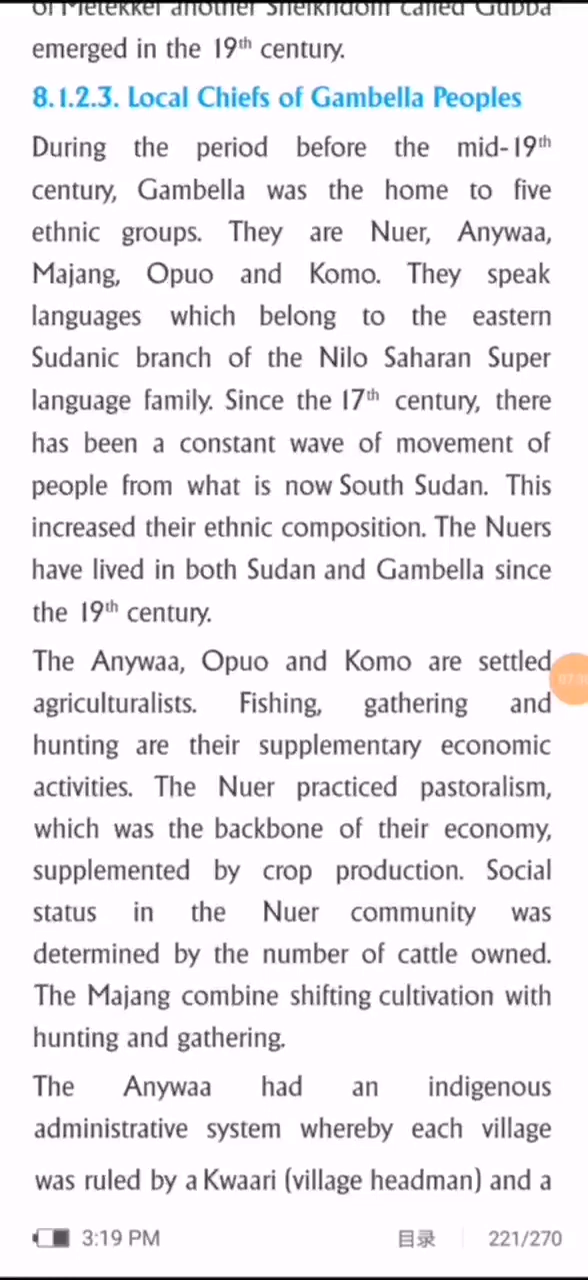 of Metekkel another Sheikhdom called Gubba
emerged in the 19th century.
8.1.2.3. Local Chiefs of Gambella Peoples
During the period before the mid-19th
century, Gambella was the home to five
ethnic groups. They are Nuer, Anywaa,
Majang, Opuo and Komo. They speak
languages which belong to the eastern
Sudanic branch of the Nilo Saharan Super
language family. Since the 17th century, there
has been a constant wave of movement of
people from what is now South Sudan. This
increased their ethnic composition. The Nuers
have lived in both Sudan and Gambella since
the 19th century.
The Anywaa, Opuo and Komo are settled
agriculturalists. Fishing, gathering and
hunting are their supplementary economic
activities. The Nuer practiced pastoralism,
which was the backbone of their economy,
supplemented by crop production. Social
status in the Nuer community was
determined by the number of cattle owned.
The Majang combine shifting cultivation with
hunting and gathering.
The Anywaa had an indigenous
administrative system whereby each village
was ruled by a Kwaari (village headman) and a
3:19 PM 目录 221/270